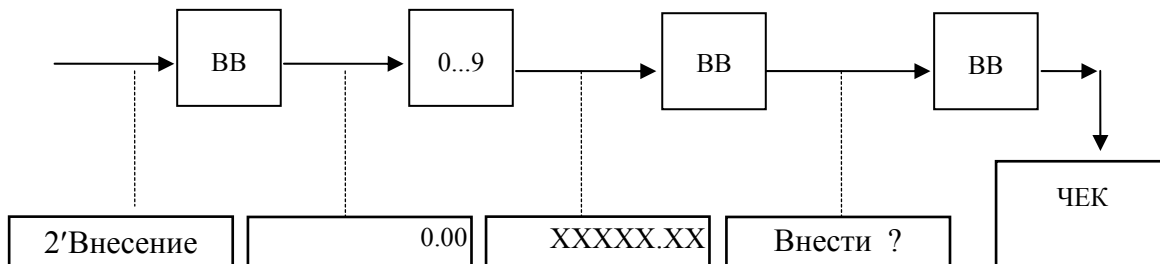 ВВ 0...9 ВВ ВВ
ЧЕК
2'Внесение 0.00 XXXXX.XX Внести ?